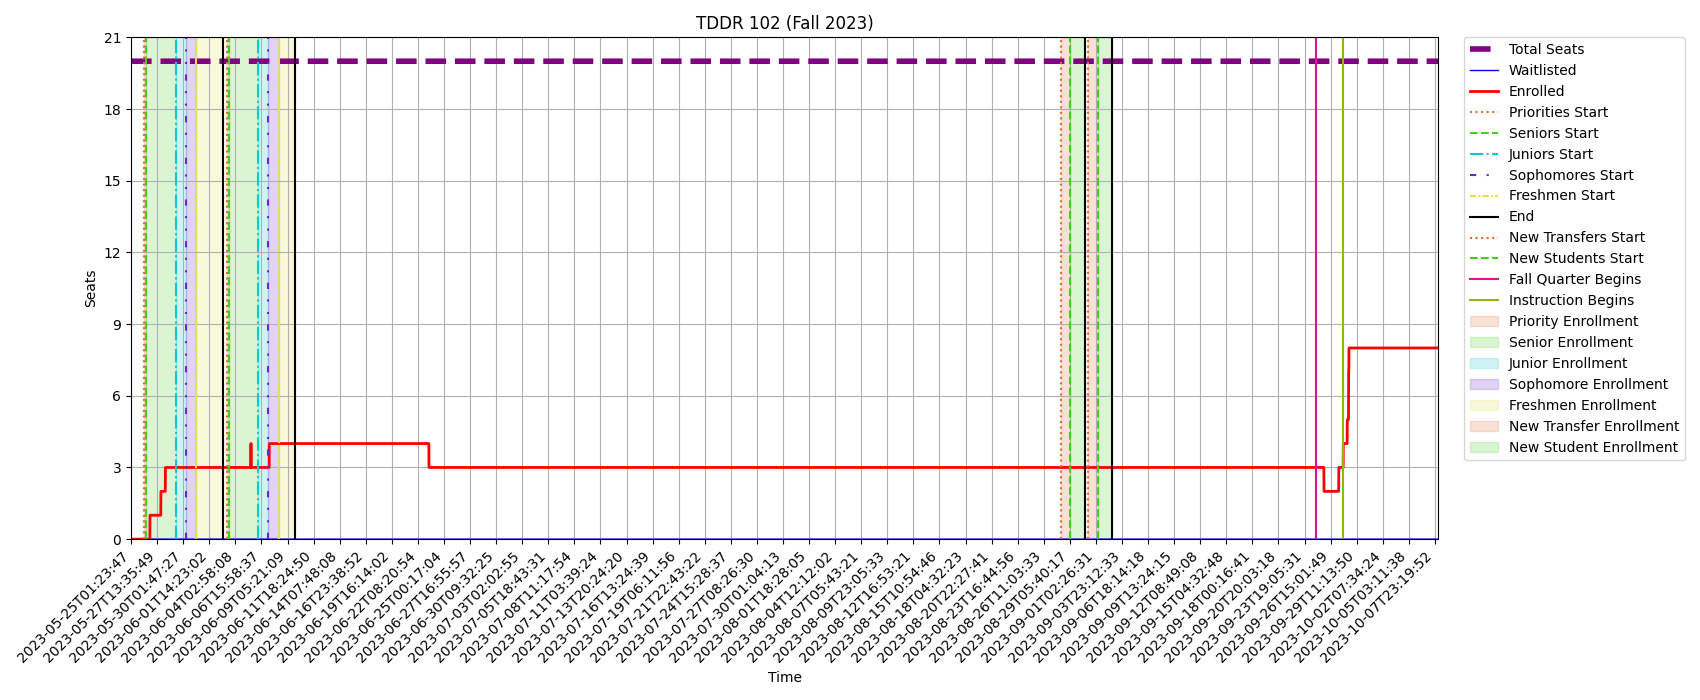 TDDR 102 (Fall 2023)
21
18
15
12
9
6
3
0
Seats
2023-05-25T01:23:47
2023-05-27T13:35:49
2023-05-30T01:47:27
2023-06-01T14:23:02
2023-06-04T02:58:08
2023-06-06T15:58:37
2023-06-09T05:21:09
2023-06-11T18:24:50
2023-06-14T07:48:08
2023-06-16T23:38:52
2023-06-19T16:14:02
2023-06-22T08:20:54
2023-06-25T00:17:04
2023-06-27T16:55:57
2023-06-30T09:32:25
2023-07-03T02:02:55
2023-07-05T18:43:31
2023-07-08T11:17:54
2023-07-11T03:39:24
2023-07-13T20:24:20
2023-07-16T13:24:39
2023-07-19T06:11:56
2023-07-21T22:43:22
2023-07-24T15:28:37
2023-07-27T08:26:30
2023-07-30T01:04:13
2023-08-01T18:28:05
2023-08-04T12:12:02
2023-08-07T05:43:21
2023-08-09T23:05:33
2023-08-12T16:53:21
2023-08-15T10:54:46
2023-08-18T04:32:23
2023-08-20T22:27:41
2023-08-23T16:44:56
2023-08-26T11:03:33
2023-08-29T05:40:17
2023-09-01T02:26:31
2023-09-03T23:12:33
2023-09-06T18:14:18
2023-09-09T13:24:15
2023-09-12T08:49:08
2023-09-15T04:32:48
2023-09-18T00:16:41
2023-09-20T20:03:18
2023-09-23T19:05:31
2023-09-26T15:01:49
2023-09-29T11:13:50
2023-10-02T07:34:24
2023-10-05T03:11:38
2023-10-07T23:19:52
Time
Total Seats
Waitlisted
Enrolled
Priorities Start
Seniors Start
Juniors Start
Sophomores Start
Freshmen Start
End
New Transfers Start
New Students Start
Fall Quarter Begins
Instruction Begins
Priority Enrollment
Senior Enrollment
Junior Enrollment
Sophomore Enrollment
Freshmen Enrollment
New Transfer Enrollment
New Student Enrollment